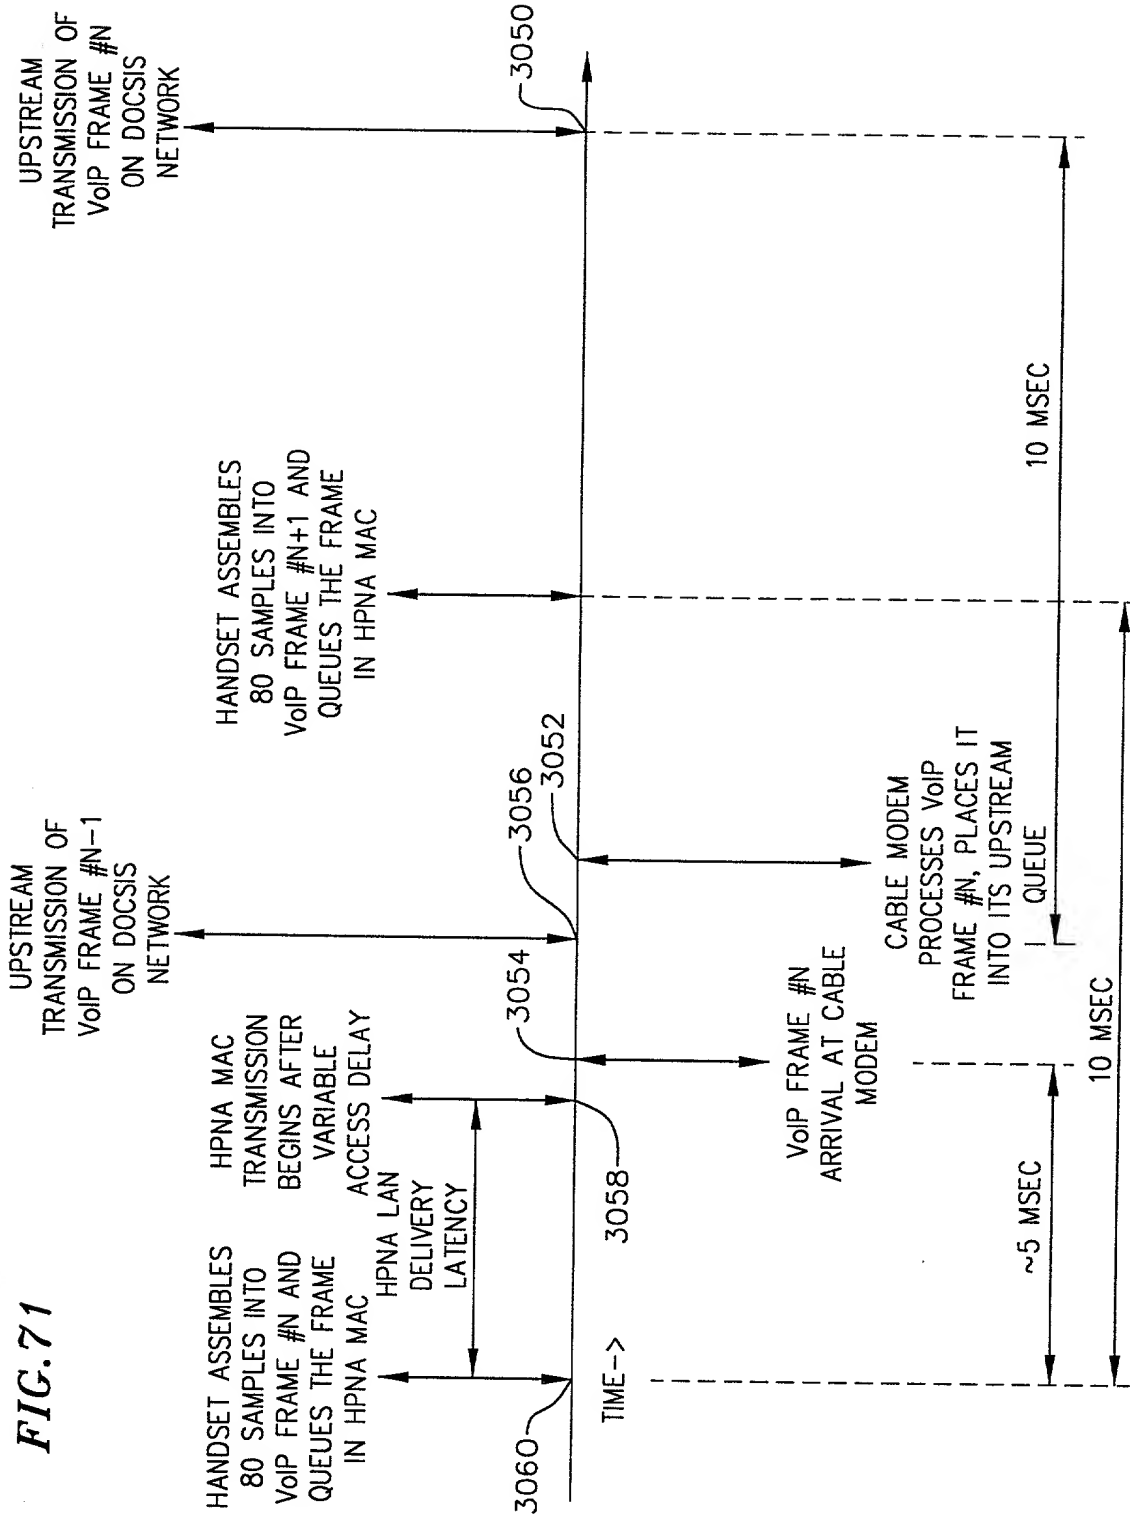 FIG.71
UPSTREAM
TRANSMISSION OF
VoIP FRAME #N-1
ON DOCSIS
NETWORK
UPSTREAM
TRANSMISSION OF
VoIP FRAME #N
ON DOCSIS
NETWORK
HANDSET ASSEMBLES
80 SAMPLES INTO
VoIP FRAME #N AND
QUEUES THE FRAME
IN HPNA MAC
HPNA MAC
TRANSMISSION
BEGINS AFTER
VARIABLE
ACCESS DELAY
HANDSET ASSEMBLES
80 SAMPLES INTO
VoIP FRAME #N+1 AND
QUEUES THE FRAME
IN HPNA MAC
HPNA LAN
DELIVERY
LATENCY
3060
3054
3056
3052
3050
3058
TIME-->
VoIP FRAME #N
ARRIVAL AT CABLE
MODEM
CABLE MODEM
PROCESSES VoIP
FRAME #N, PLACES IT
INTO ITS UPSTREAM
QUEUE
~5 MSEC
10 MSEC
10 MSEC